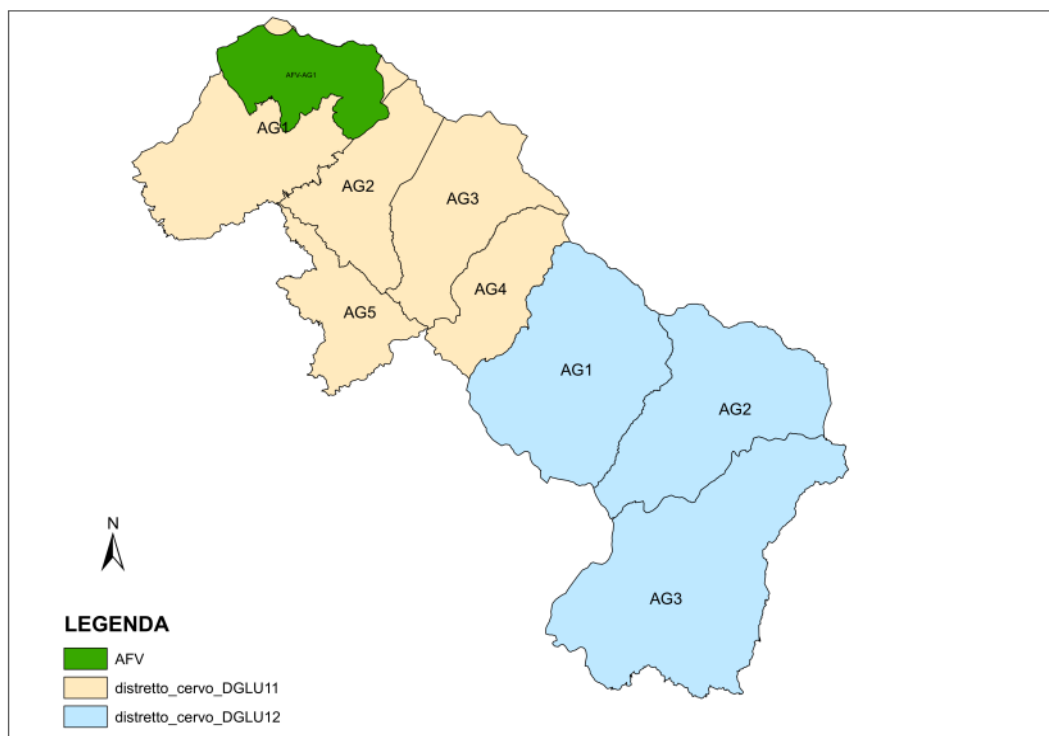 AFV-AG1
AG1
AG2
AG3
AG4
AG5
AG1
AG2
AG3
N
LEGENDA
AFV
distretto_cervo_DGLU11
distretto_cervo_DGLU12